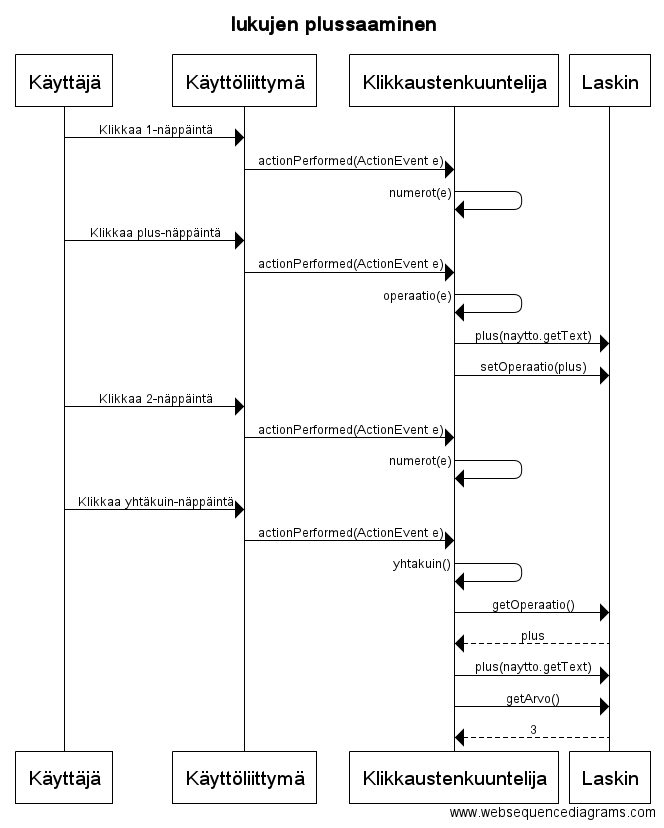 lukujen plussaaminen
Käyttäjä Käyttöliittymä Klikkaustenkuuntelija Laskin
Klikkaa 1-näppäintä
actionPerformed(ActionEvent e)
numerot(e)
Klikkaa plus-näppäintä
actionPerformed(ActionEvent e)
operaatio(e)
plus(naytto.getText)
setOperaatio(plus)
Klikkaa 2-näppäintä
actionPerformed(ActionEvent e)
numerot(e)
Klikkaa yhtäkuin-näppäintä
actionPerformed(ActionEvent e)
yhtakuin()
getOperaatio()
plus
plus(naytto.getText)
getArvo()
3
Käyttäjä Käyttöliittymä Klikkaustenkuuntelija Laskin
www.websequencediagrams.com